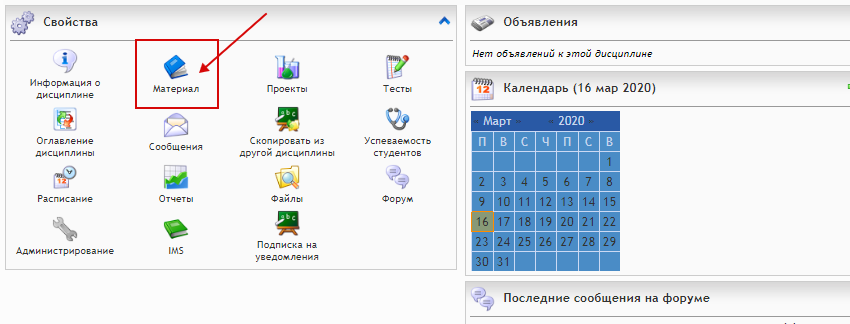 Свойства
Информация о
дисциплине
Материал
Проекты
Тесты
Оглавление
дисциплины
Сообщения
Скопировать из
другой дисциплины
Успеваемость
студентов
Расписание
Отчеты
Файлы
Форум
Администрирование
IMS
Подписка на
уведомления
Объявления
Нет объявлений к этой дисциплине
Календарь (16 мар 2020)
« Март » « 2020 »
П В С Ч П С В
1
2 3 4 5 6 7 8
9 10 11 12 13 14 15
16 17 18 19 20 21 22
23 24 25 26 27 28 29
30 31
Последние сообщения на форуме